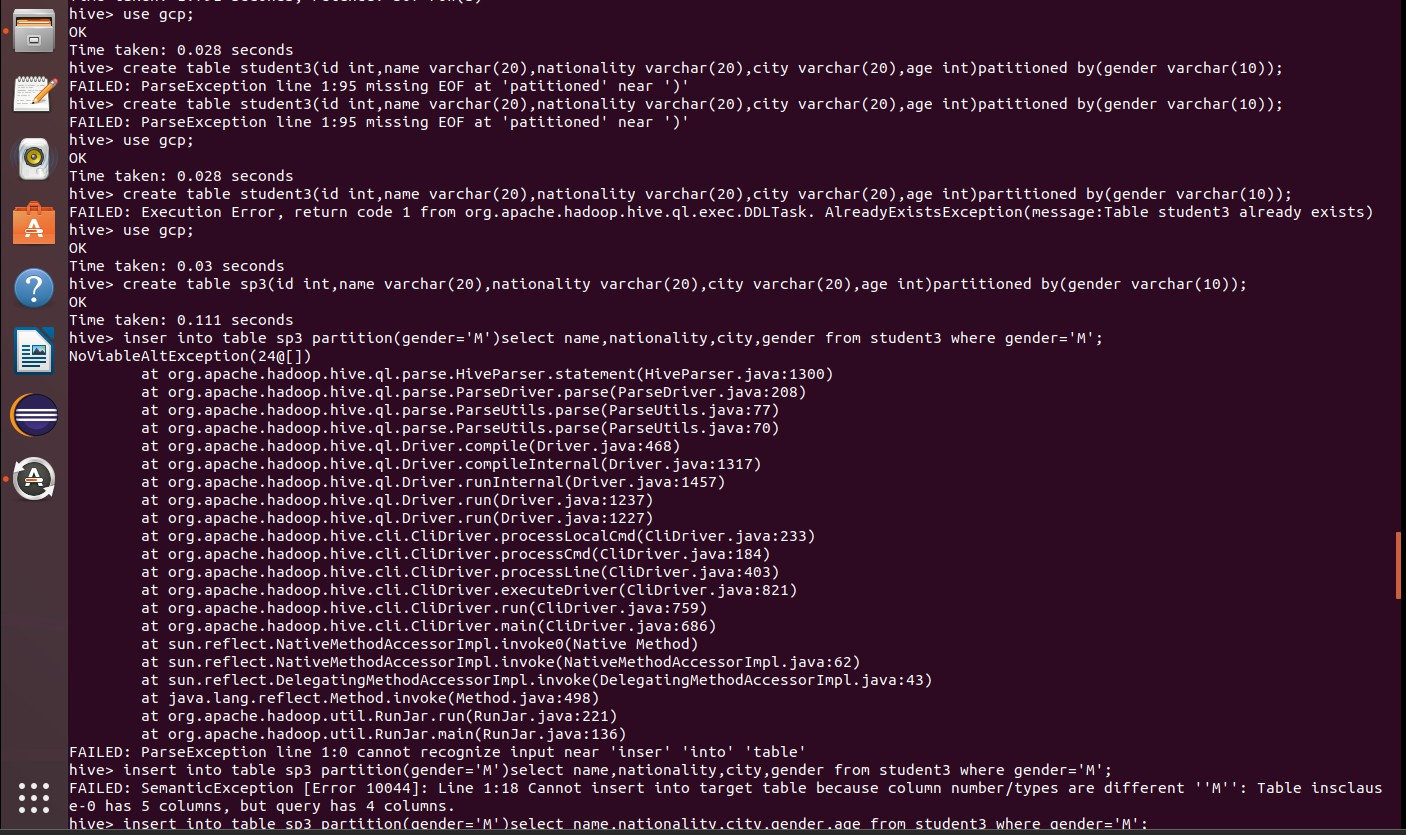 hive> use gcp;
OK
Time taken: 0.028 seconds
hive> create table student3(id int,name varchar(20),nationality varchar(20),city varchar(20),age int)patitioned by(gender varchar(10));
FAILED: ParseException line 1:95 missing EOF at 'patitioned' near ')'
hive> create table student3(id int,name varchar(20),nationality varchar(20),city varchar(20),age int)patitioned by(gender varchar(10));
FAILED: ParseException line 1:95 missing EOF at 'patitioned' near ')'
hive> use gcp;
OK
Time taken: 0.028 seconds
hive> create table student3(id int,name varchar(20),nationality varchar(20),city varchar(20),age int)partitioned by(gender varchar(10));
FAILED: Execution Error, return code 1 from org.apache.hadoop.hive.ql.exec.DDLTask. AlreadyExistsException(message:Table student3 already exists)
hive> use gcp;
OK
Time taken: 0.03 seconds
hive> create table sp3(id int,name varchar(20),nationality varchar(20),city varchar(20),age int)partitioned by(gender varchar(10));
OK
Time taken: 0.111 seconds
hive> inser into table sp3 partition(gender='M')select name,nationality,city,gender from student3 where gender='M';
NoViableAltException(24@[])
at org.apache.hadoop.hive.ql.parse.HiveParser.statement(HiveParser.java:1300)
at org.apache.hadoop.hive.ql.parse.ParseDriver.parse(ParseDriver.java:208)
at org.apache.hadoop.hive.ql.parse.ParseUtils.parse(ParseUtils.java:77)
at org.apache.hadoop.hive.ql.parse.ParseUtils.parse(ParseUtils.java:70)
at org.apache.hadoop.hive.ql.Driver.compile(Driver.java:468)
at org.apache.hadoop.hive.ql.Driver.compileInternal(Driver.java:1317)
at org.apache.hadoop.hive.ql.Driver.runInternal(Driver.java:1457)
at org.apache.hadoop.hive.ql.Driver.run(Driver.java:1237)
at org.apache.hadoop.hive.ql.Driver.run(Driver.java:1227)
at org.apache.hadoop.hive.cli.CliDriver.processLocalCmd(CliDriver.java:233)
at org.apache.hadoop.hive.cli.CliDriver.processCmd(CliDriver.java:184)
at org.apache.hadoop.hive.cli.CliDriver.processLine(CliDriver.java:403)
at org.apache.hadoop.hive.cli.CliDriver.executeDriver(CliDriver.java:821)
at org.apache.hadoop.hive.cli.CliDriver.run(CliDriver.java:759)
at org.apache.hadoop.hive.cli.CliDriver.main(CliDriver.java:686)
at sun.reflect.NativeMethodAccessorImpl.invoke0(Native Method)
at sun.reflect.NativeMethodAccessorImpl.invoke(NativeMethodAccessorImpl.java:62)
at sun.reflect.DelegatingMethodAccessorImpl.invoke(DelegatingMethodAccessorImpl.java:43)
at java.lang.reflect.Method.invoke(Method.java:498)
at org.apache.hadoop.util.RunJar.run(RunJar.java:221)
at org.apache.hadoop.util.RunJar.main(RunJar.java:136)
FAILED: ParseException line 1:0 cannot recognize input near 'inser' 'into' 'table'
hive> insert into table sp3 partition(gender='M')select name,nationality,city,gender from student3 where gender='M';
FAILED: SemanticException [Error 10044]: Line 1:18 Cannot insert into target table because column number/types are different ''M'': Table insclaus
e-0 has 5 columns, but query has 4 columns.
hive> insert into table sp3 partition(gender='M')select name,nationality,city,gender,age from student3 where gender='M';